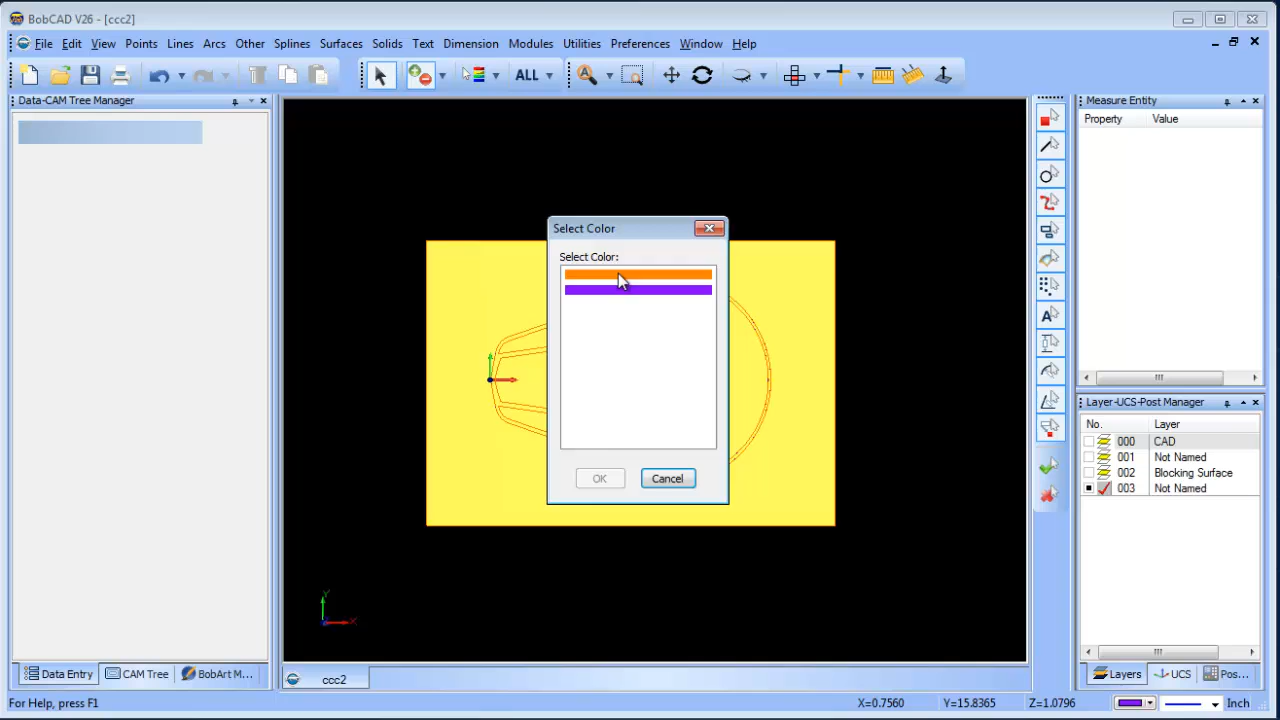 BobCAD V26 - [ccc2]
File Edit View Points Lines Arcs Other Splines Surfaces Solids Text Dimension Modules Utilities Preferences Window Help
ALL
Data-CAM Tree Manager
Measure Entity
Property Value
Select Color
Select Color:
OK Cancel
Layer-UCS-Post Manager
No. Layer
000 CAD
001 Not Named
002 Blocking Surface
003 Not Named
Y
X
Data Entry CAM Tree BobArt M...
ccc2
Layers UCS Pos...
For Help, press F1
X=0.7560 Y=15.8365 Z=1.0796 Inch